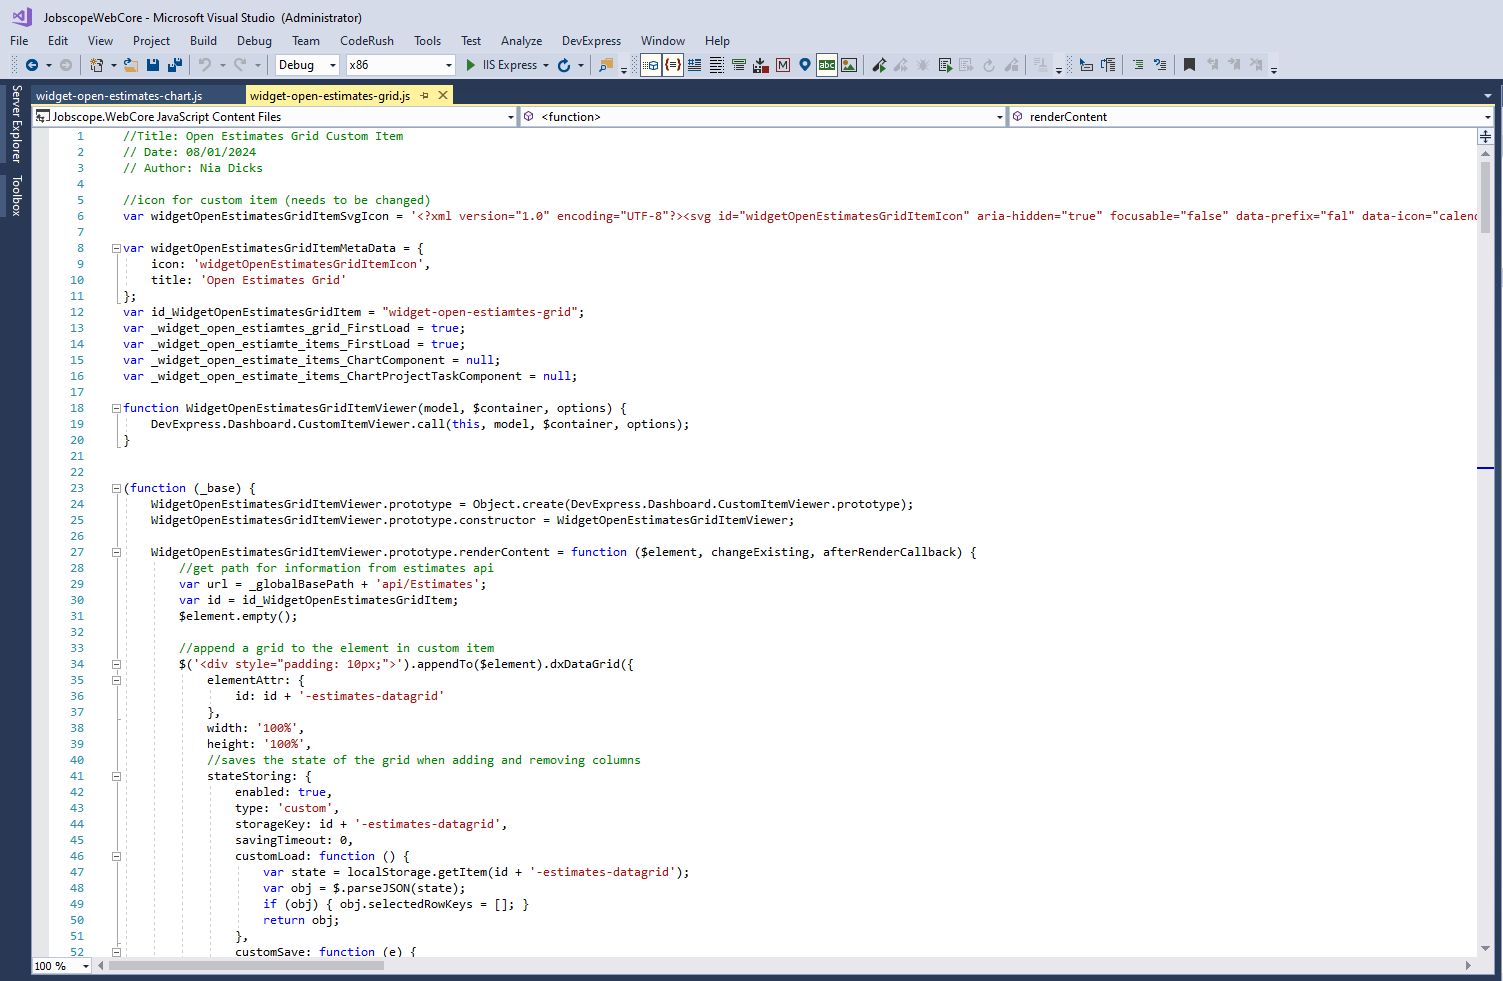 JobscopeWebCore - Microsoft Visual Studio (Administrator)
File Edit View Project Build Debug Team CodeRush Tools Test Analyze DevExpress Window Help
Debug x86 IIS Express abc
Server Explorer
Toolbox
widget-open-estimates-chart.js widget-open-estimates-grid.js
Jobscope.WebCore JavaScript Content Files <function> renderContent
1 //Title: Open Estimates Grid Custom Item
2 // Date: 08/01/2024
3 // Author: Nia Dicks
4
5 //icon for custom item (needs to be changed)
6 var widgetOpenEstimatesGridItemSvgIcon = '<?xml version="1.0" encoding="UTF-8"?><svg id="widgetOpenEstimatesGridItemIcon" aria-hidden="true" focusable="false" data-prefix="fal" data-icon="calen
7
8 var widgetOpenEstimatesGridItemMetaData = {
9 icon: 'widgetOpenEstimatesGridItemIcon',
10 title: 'Open Estimates Grid'
11 };
12 var id_WidgetOpenEstimatesGridItem = "widget-open-estiamtes-grid";
13 var _widget_open_estiamtes_grid_FirstLoad = true;
14 var _widget_open_estiamte_items_FirstLoad = true;
15 var _widget_open_estimate_items_ChartComponent = null;
16 var _widget_open_estimate_items_ChartProjectTaskComponent = null;
17
18 function WidgetOpenEstimatesGridItemViewer(model, $container, options) {
19 DevExpress.Dashboard.CustomItemViewer.call(this, model, $container, options);
20 }
21
22
23 (function (_base) {
24 WidgetOpenEstimatesGridItemViewer.prototype = Object.create(DevExpress.Dashboard.CustomItemViewer.prototype);
25 WidgetOpenEstimatesGridItemViewer.prototype.constructor = WidgetOpenEstimatesGridItemViewer;
26
27 WidgetOpenEstimatesGridItemViewer.prototype.renderContent = function ($element, changeExisting, afterRenderCallback) {
28 //get path for information from estimates api
29 var url = _globalBasePath + 'api/Estimates';
30 var id = id_WidgetOpenEstimatesGridItem;
31 $element.empty();
32
33 //append a grid to the element in custom item
34 $('<div style="padding: 10px;">').appendTo($element).dxDataGrid({
35 elementAttr: {
36 id: id + '-estimates-datagrid'
37 },
38 width: '100%',
39 height: '100%',
40 //saves the state of the grid when adding and removing columns
41 stateStoring: {
42 enabled: true,
43 type: 'custom',
44 storageKey: id + '-estimates-datagrid',
45 savingTimeout: 0,
46 customLoad: function () {
47 var state = localStorage.getItem(id + '-estimates-datagrid');
48 var obj = $.parseJSON(state);
49 if (obj) { obj.selectedRowKeys = []; }
50 return obj;
51 },
52 customSave: function (e) {
100 %